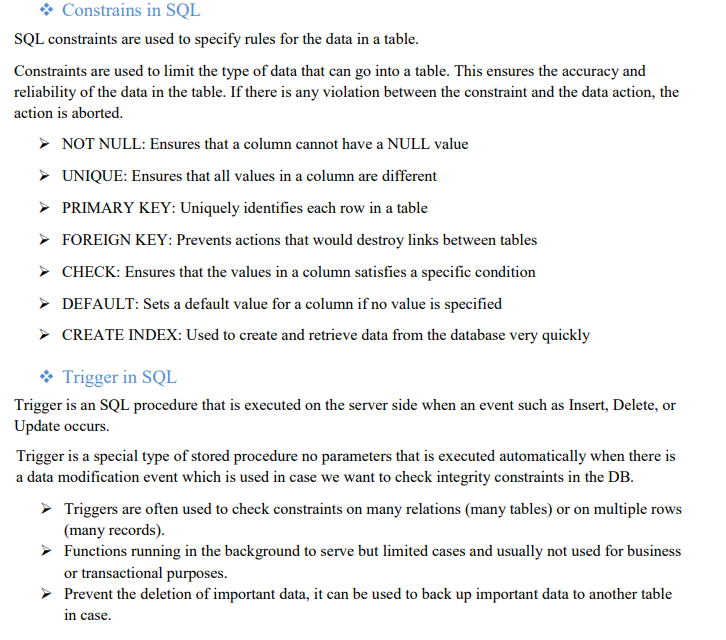 ❖ Constrains in SQL
SQL constraints are used to specify rules for the data in a table.
Constraints are used to limit the type of data that can go into a table. This ensures the accuracy and
reliability of the data in the table. If there is any violation between the constraint and the data action, the
action is aborted.
➢ NOT NULL: Ensures that a column cannot have a NULL value
➢ UNIQUE: Ensures that all values in a column are different
➢ PRIMARY KEY: Uniquely identifies each row in a table
➢ FOREIGN KEY: Prevents actions that would destroy links between tables
➢ CHECK: Ensures that the values in a column satisfies a specific condition
➢ DEFAULT: Sets a default value for a column if no value is specified
➢ CREATE INDEX: Used to create and retrieve data from the database very quickly
❖ Trigger in SQL
Trigger is an SQL procedure that is executed on the server side when an event such as Insert, Delete, or
Update occurs.
Trigger is a special type of stored procedure no parameters that is executed automatically when there is
a data modification event which is used in case we want to check integrity constraints in the DB.
➢ Triggers are often used to check constraints on many relations (many tables) or on multiple rows
(many records).
➢ Functions running in the background to serve but limited cases and usually not used for business
or transactional purposes.
➢ Prevent the deletion of important data, it can be used to back up important data to another table
in case.